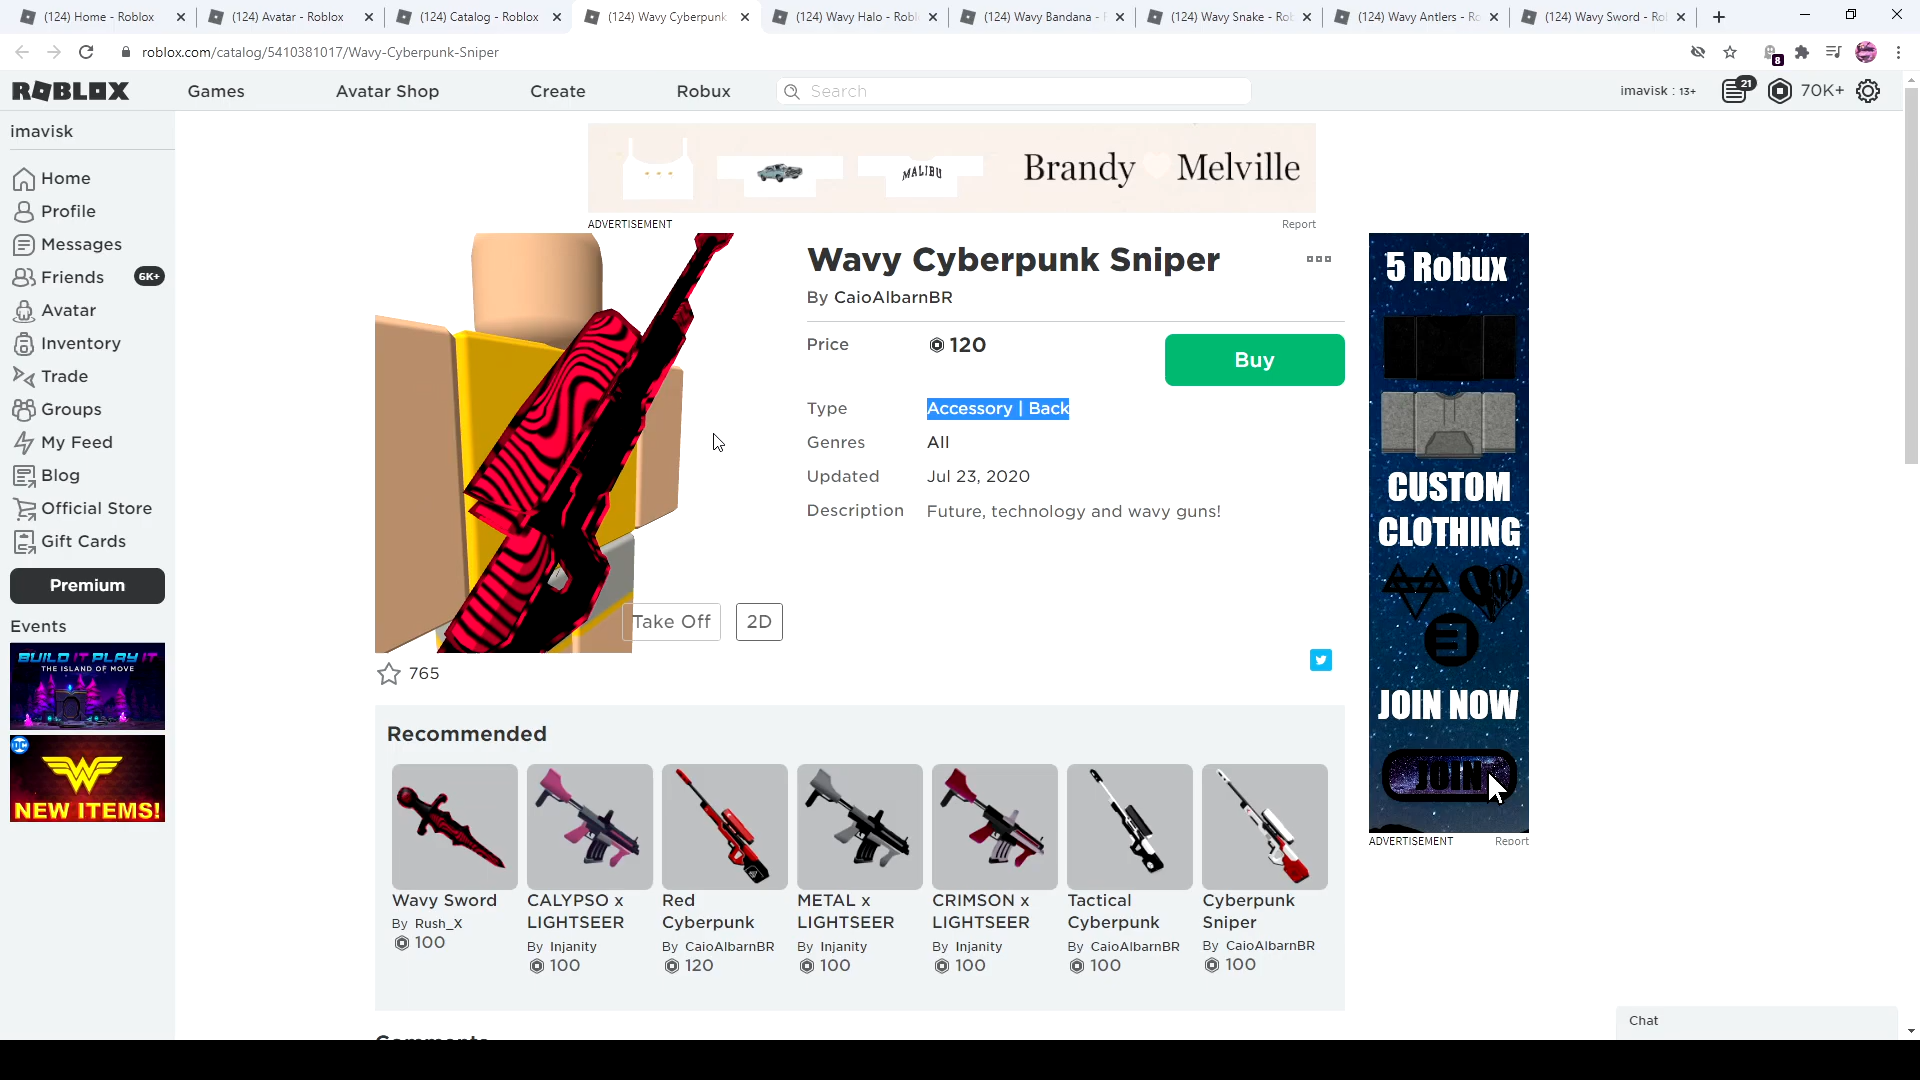 (124) Home - Roblox
(124) Avatar - Roblox
(124) Catalog - Roblox
(124) Wavy Cyberpunk
(124) Wavy Halo - Robl
(124) Wavy Bandana - R
(124) Wavy Snake - Rob
(124) Wavy Antlers - Ro
(124) Wavy Sword - Rol
roblox.com/catalog/5410381017/Wavy-Cyberpunk-Sniper
8
ROBLOX
Games
Avatar Shop
Create
Robux
Search
imavisk : 13+
21
70K+
imavisk
Home
Profile
Messages
Friends
6K+
Avatar
Inventory
Trade
Groups
My Feed
Blog
Official Store
Gift Cards
Premium
Events
BUILD IT PLAY IT
THE ISLAND OF MOVE
DC
NEW ITEMS!
MALIBU
Brandy Melville
ADVERTISEMENT
Report
Wavy Cyberpunk Sniper
By CaioAlbarnBR
Price
120
Buy
Type
Accessory | Back
Genres
All
Updated
Jul 23, 2020
Description
Future, technology and wavy guns!
Take Off
2D
765
5 Robux
CUSTOM
CLOTHING
JOIN NOW
JOIN
ADVERTISEMENT
Report
Recommended
Wavy Sword
By Rush_X
100
CALYPSO x
LIGHTSEER
By Injanity
100
Red
Cyberpunk
By CaioAlbarnBR
120
METAL x
LIGHTSEER
By Injanity
100
CRIMSON x
LIGHTSEER
By Injanity
100
Tactical
Cyberpunk
By CaioAlbarnBR
100
Cyberpunk
Sniper
By CaioAlbarnBR
100
Comments
Chat